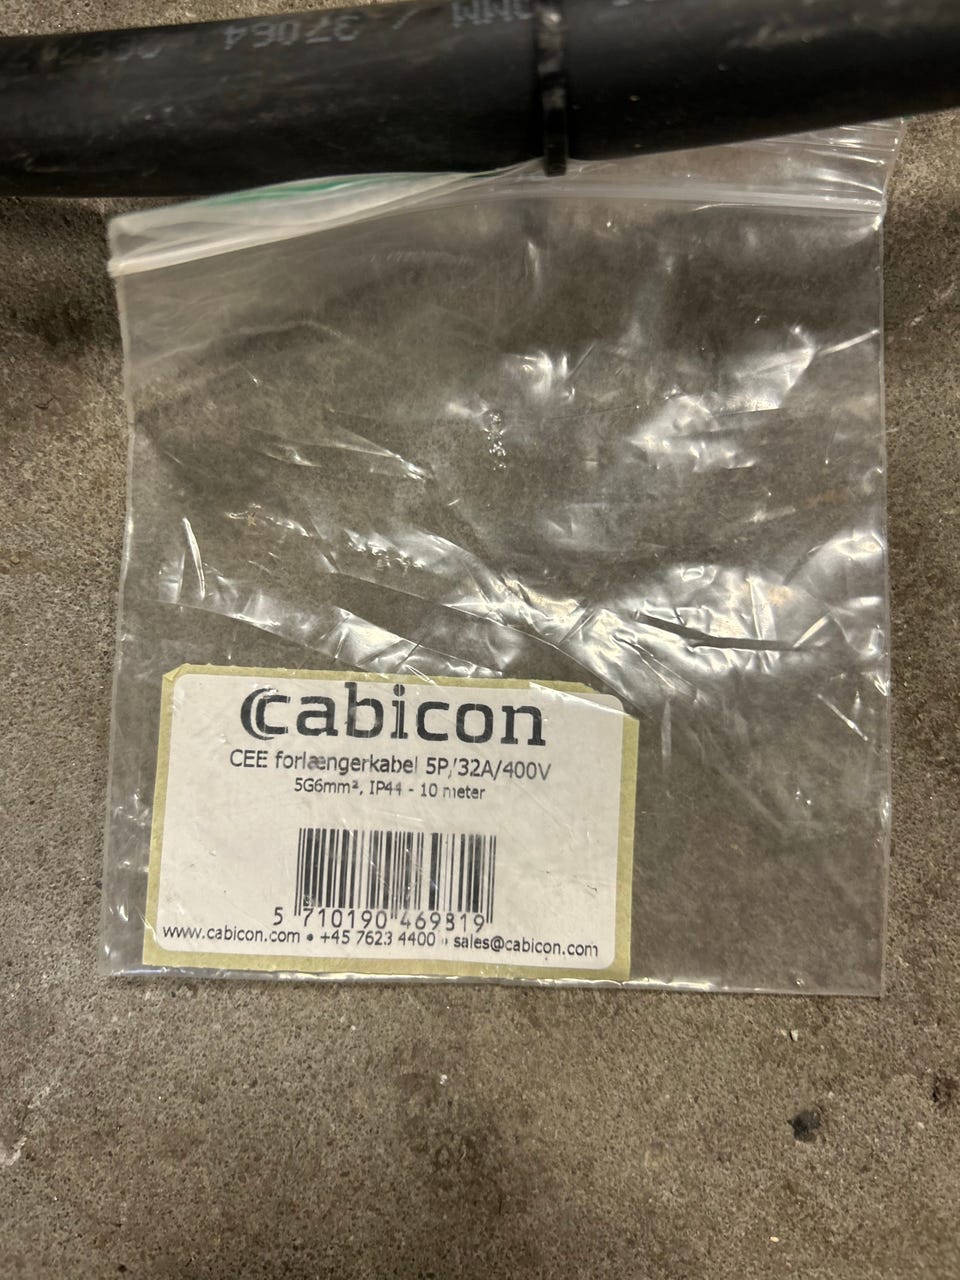 37064
cabicon
CEE forlængerkabel 5P/32A/400V
5G6mm², IP44 - 10 meter
5 710190 469819
www.cabicon.com • +45 7623 4400 • sales@cabicon.com